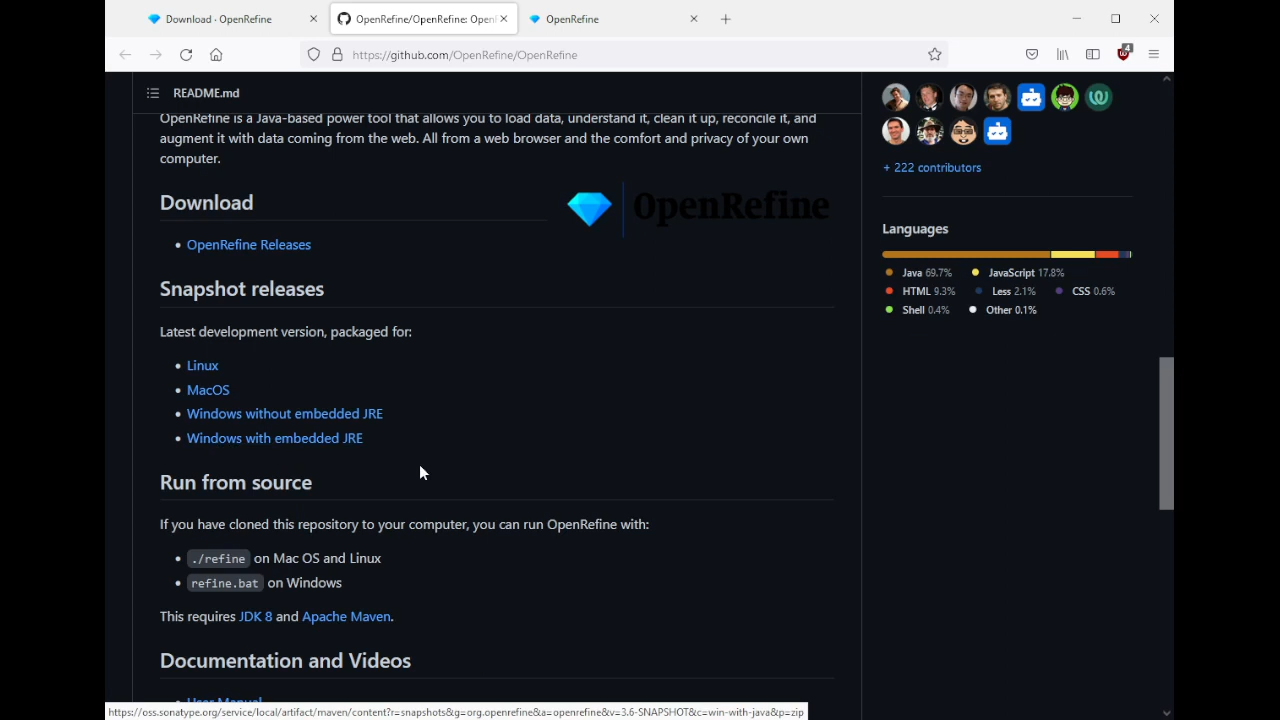 Download · OpenRefine
OpenRefine/OpenRefine: Open
OpenRefine
https://github.com/OpenRefine/OpenRefine
4
README.md
OpenRefine is a Java-based power tool that allows you to load data, understand it, clean it up, reconcile it, and
augment it with data coming from the web. All from a web browser and the comfort and privacy of your own
computer.
Download
OpenRefine
OpenRefine Releases
Snapshot releases
Latest development version, packaged for:
Linux
MacOS
Windows without embedded JRE
Windows with embedded JRE
Run from source
If you have cloned this repository to your computer, you can run OpenRefine with:
./refine on Mac OS and Linux
refine.bat on Windows
This requires JDK 8 and Apache Maven.
Documentation and Videos
User Manual
+ 222 contributors
Languages
Java 69.7% JavaScript 17.8%
HTML 9.3% Less 2.1% CSS 0.6%
Shell 0.4% Other 0.1%
https://oss.sonatype.org/service/local/artifact/maven/content?r=snapshots&g=org.openrefine&a=openrefine&v=3.6-SNAPSHOT&c=win-with-java&p=zip